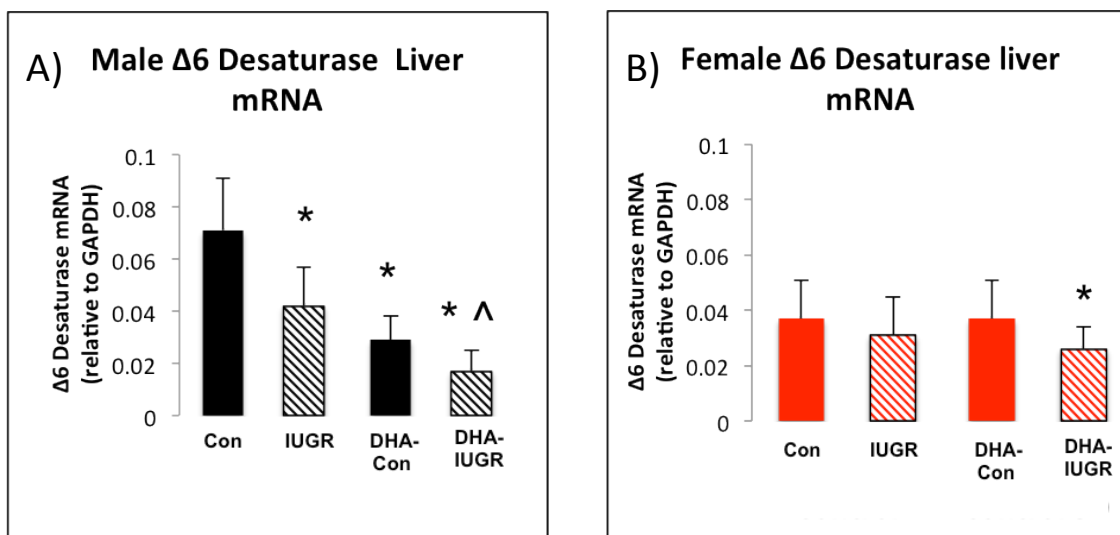 A) Male Δ6 Desaturase Liver
mRNA
Δ6 Desaturase mRNA
(relative to GAPDH)
0.1
0.08
0.06
0.04
0.02
0
*
*
* ^
Con IUGR DHA-
Con DHA-
IUGR
B) Female Δ6 Desaturase liver
mRNA
Δ6 Desaturase mRNA
(relative to GAPDH)
0.1
0.08
0.06
0.04
0.02
0
*
Con IUGR DHA-
Con DHA-
IUGR